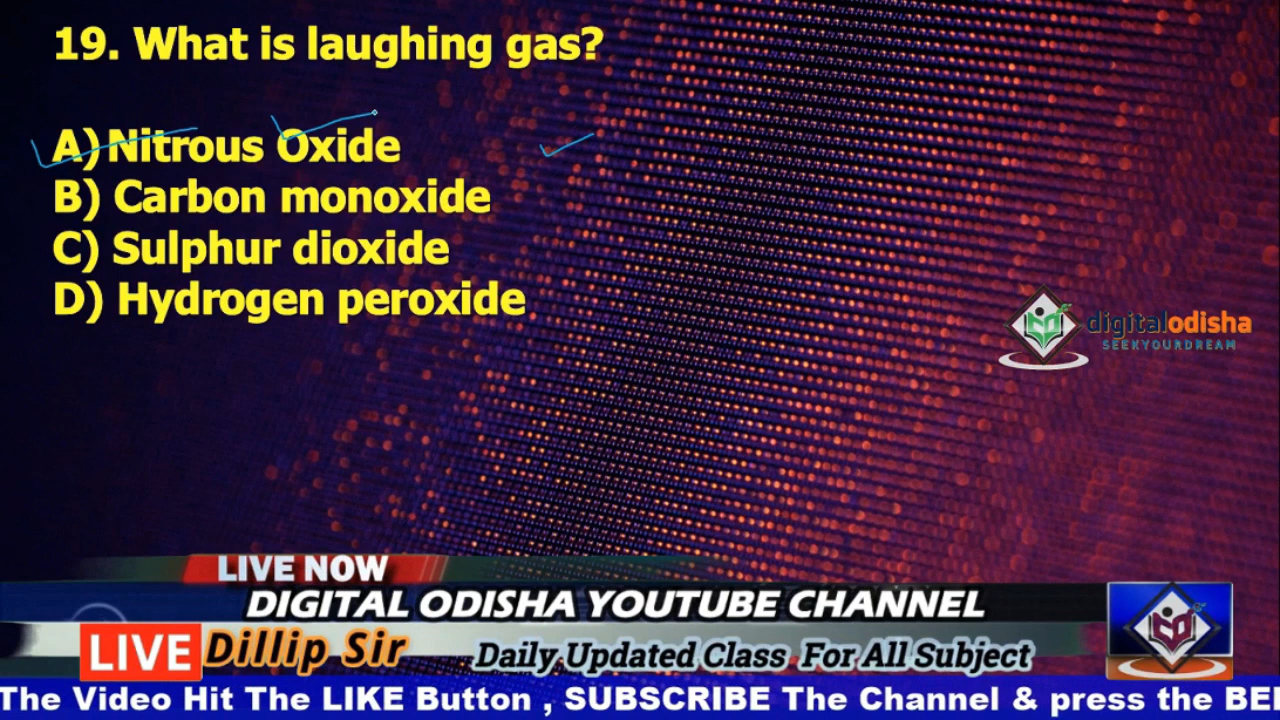 19. What is laughing gas?
A) Nitrous Oxide
B) Carbon monoxide
C) Sulphur dioxide
D) Hydrogen peroxide
digitalodisha
SEEKYOURDREAM
LIVE NOW
DIGITAL ODISHA YOUTUBE CHANNEL
LIVE Dillip Sir Daily Updated Class For All Subject
The Video Hit The LIKE Button , SUBSCRIBE The Channel & press the BEL